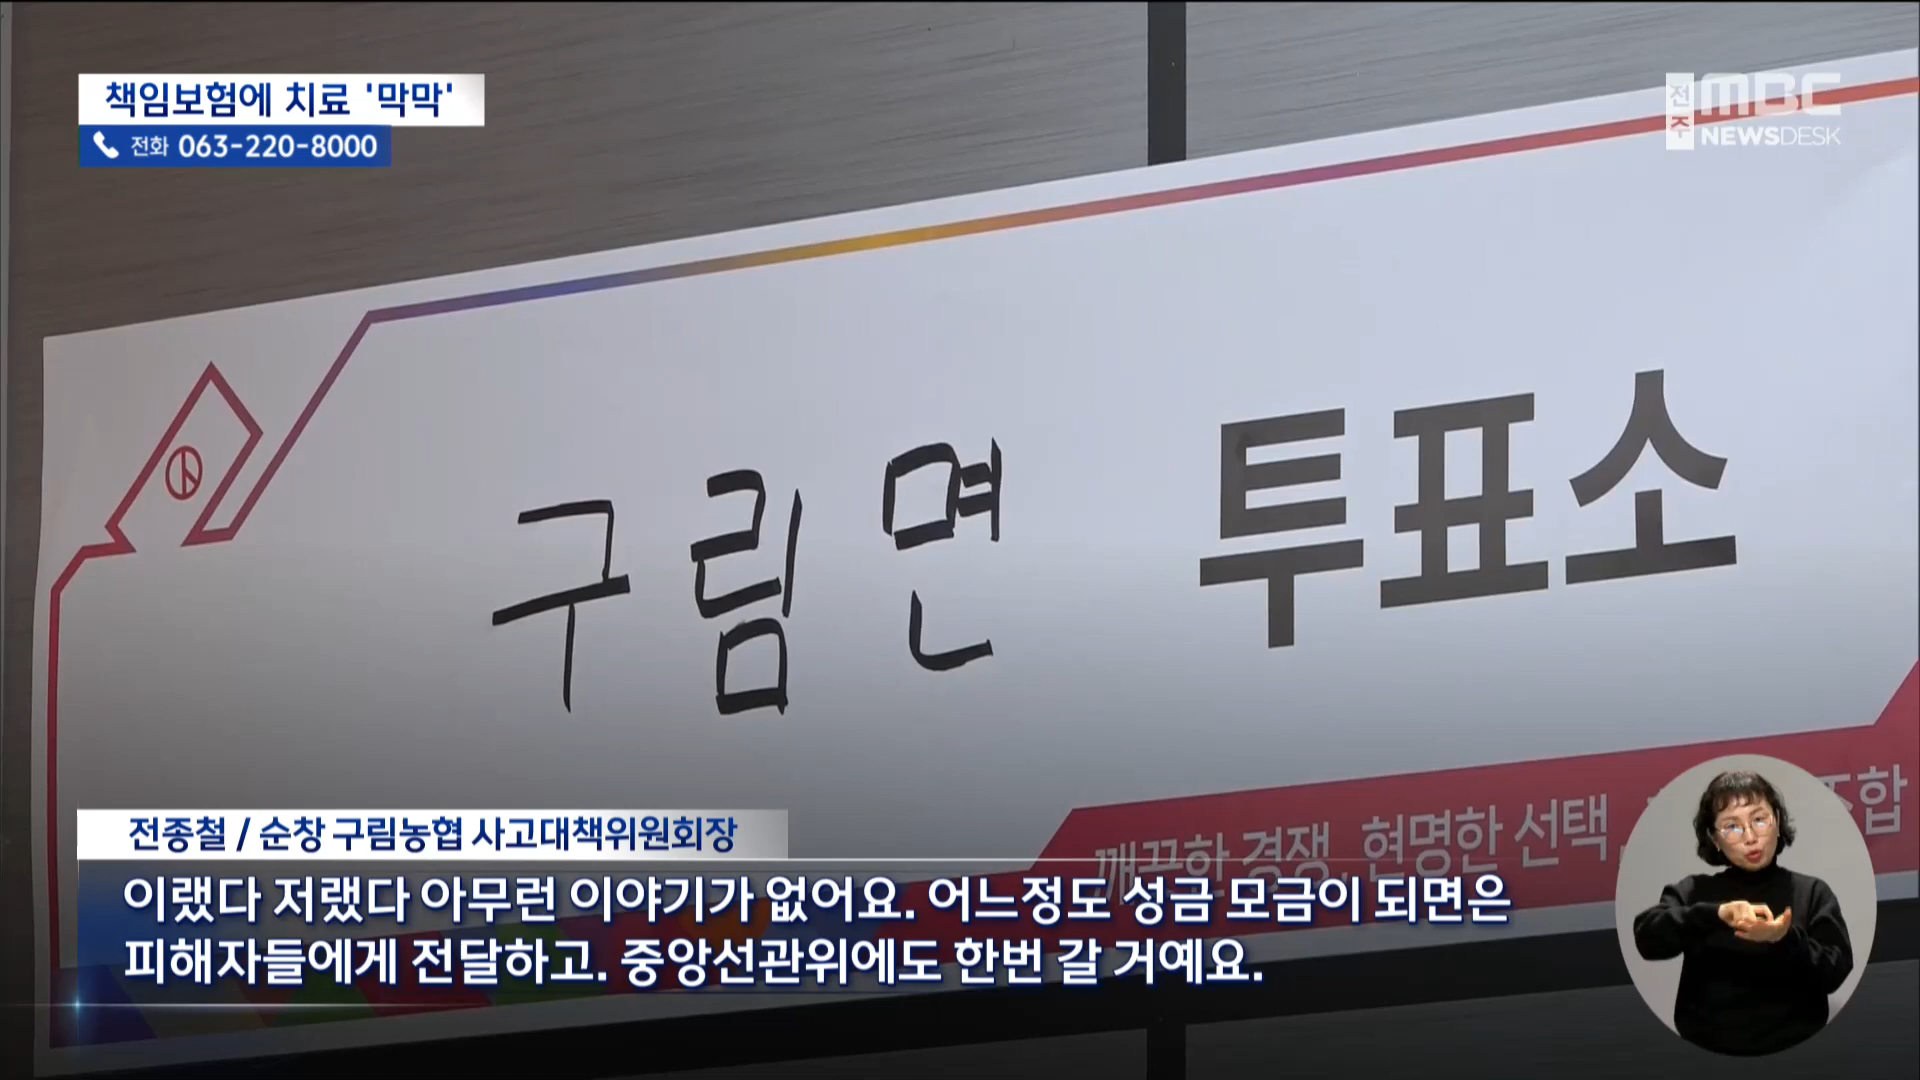 책임보험에 치료 '막막'
전화 063-220-8000
전주 MBC
NEWSDESK
구림면 투표소
깨끗한 경쟁, 현명한 선택,
전종철 / 순창 구림농협 사고대책위원회장
이랬다 저랬다 아무런 이야기가 없어요. 어느정도 성금 모금이 되면은
피해자들에게 전달하고. 중앙선관위에도 한번 갈 거예요.